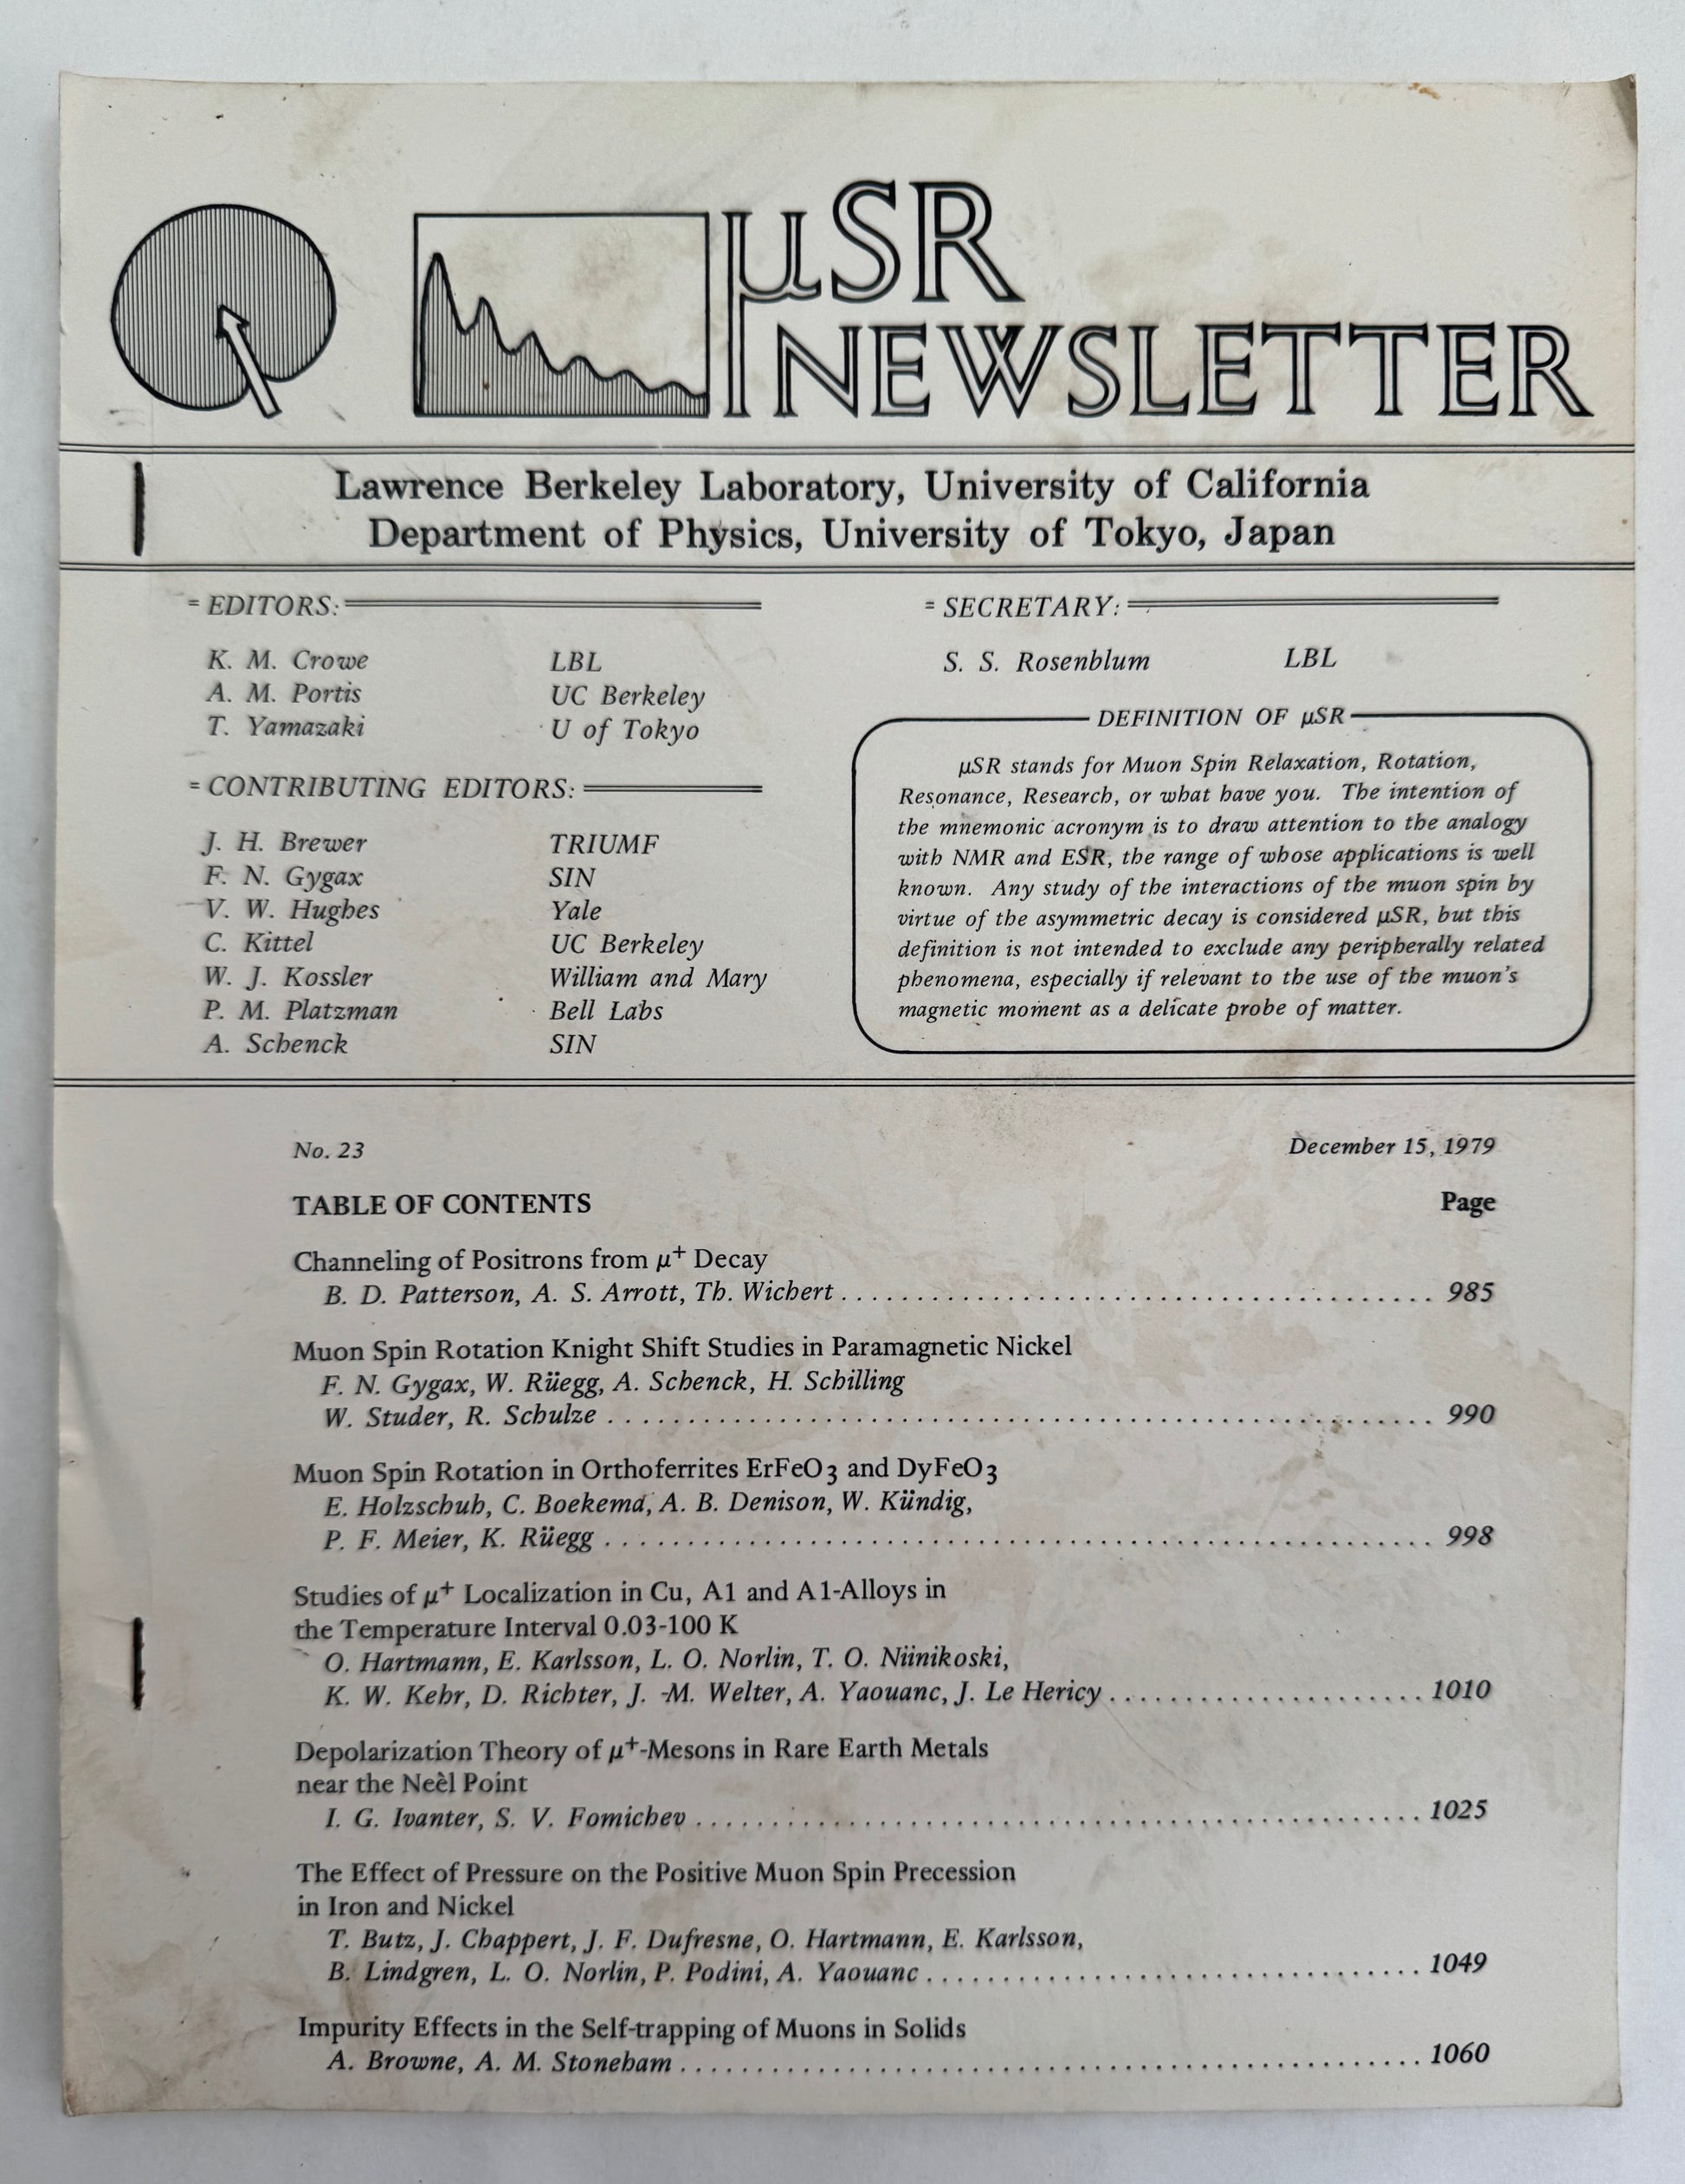 μSR
NEWSLETTER
Lawrence Berkeley Laboratory, University of California
Department of Physics, University of Tokyo, Japan
= EDITORS:
K. M. Crowe LBL
A. M. Portis UC Berkeley
T. Yamazaki U of Tokyo
= CONTRIBUTING EDITORS:
J. H. Brewer TRIUMF
F. N. Gygax SIN
V. W. Hughes Yale
C. Kittel UC Berkeley
W. J. Kossler William and Mary
P. M. Platzman Bell Labs
A. Schenck SIN
= SECRETARY:
S. S. Rosenblum LBL
DEFINITION OF μSR
μSR stands for Muon Spin Relaxation, Rotation,
Resonance, Research, or what have you. The intention of
the mnemonic acronym is to draw attention to the analogy
with NMR and ESR, the range of whose applications is well
known. Any study of the interactions of the muon spin by
virtue of the asymmetric decay is considered μSR, but this
definition is not intended to exclude any peripherally related
phenomena, especially if relevant to the use of the muon's
magnetic moment as a delicate probe of matter.
No. 23 December 15, 1979
TABLE OF CONTENTS Page
Channeling of Positrons from μ⁺ Decay
B. D. Patterson, A. S. Arrott, Th. Wichert . . . . . . . . . . 985
Muon Spin Rotation Knight Shift Studies in Paramagnetic Nickel
F. N. Gygax, W. Rüegg, A. Schenck, H. Schilling
W. Studer, R. Schulze . . . . . . . . . . 990
Muon Spin Rotation in Orthoferrites ErFeO₃ and DyFeO₃
E. Holzschuh, C. Boekema, A. B. Denison, W. Kündig,
P. F. Meier, K. Rüegg . . . . . . . . . . 998
Studies of μ⁺ Localization in Cu, A1 and A1-Alloys in
the Temperature Interval 0.03-100 K
O. Hartmann, E. Karlsson, L. O. Norlin, T. O. Niinikoski,
K. W. Kehr, D. Richter, J. -M. Welter, A. Yaouanc, J. Le Hericy . . . . . . . . . . 1010
Depolarization Theory of μ⁺-Mesons in Rare Earth Metals
near the Neèl Point
I. G. Ivanter, S. V. Fomichev . . . . . . . . . . 1025
The Effect of Pressure on the Positive Muon Spin Precession
in Iron and Nickel
T. Butz, J. Chappert, J. F. Dufresne, O. Hartmann, E. Karlsson,
B. Lindgren, L. O. Norlin, P. Podini, A. Yaouanc . . . . . . . . . . 1049
Impurity Effects in the Self-trapping of Muons in Solids
A. Browne, A. M. Stoneham . . . . . . . . . . 1060